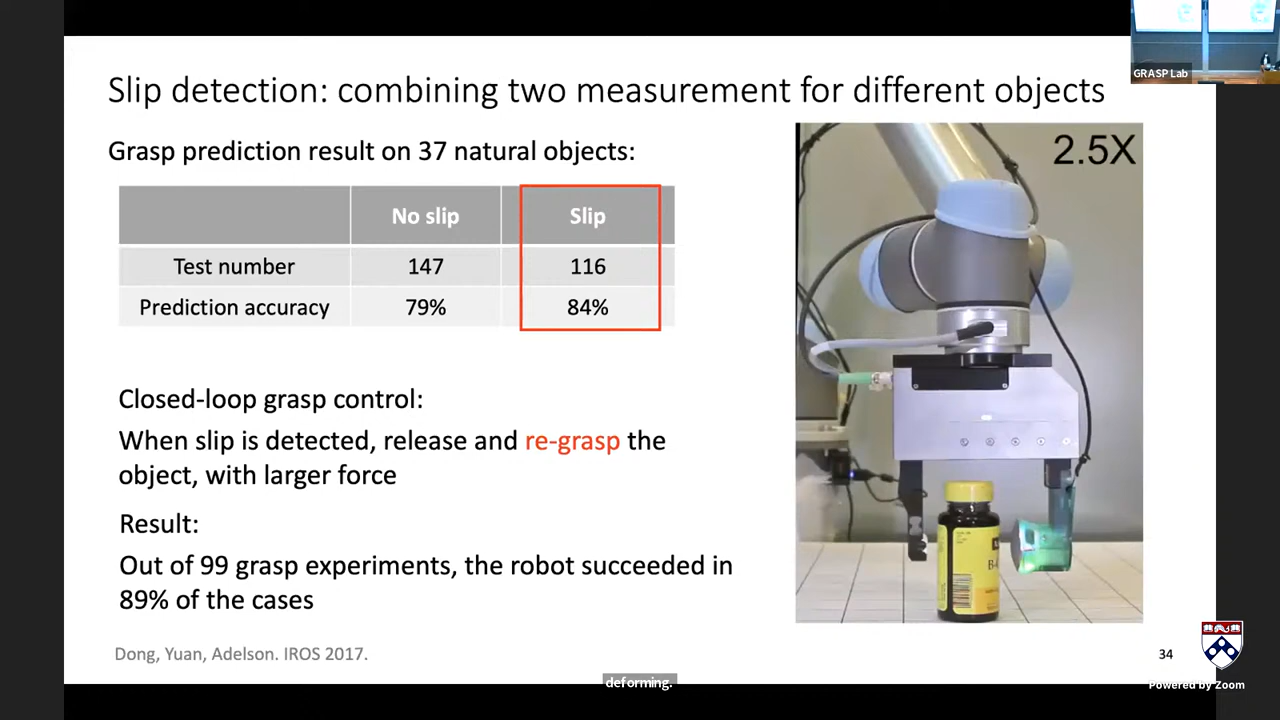 GRASP Lab
Slip detection: combining two measurement for different objects
Grasp prediction result on 37 natural objects:
No slip Slip
Test number 147 116
Prediction accuracy 79% 84%
2.5X
Closed-loop grasp control:
When slip is detected, release and re-grasp the
object, with larger force
Result:
Out of 99 grasp experiments, the robot succeeded in
89% of the cases
Dong, Yuan, Adelson. IROS 2017.
34
deforming.
Powered by Zoom